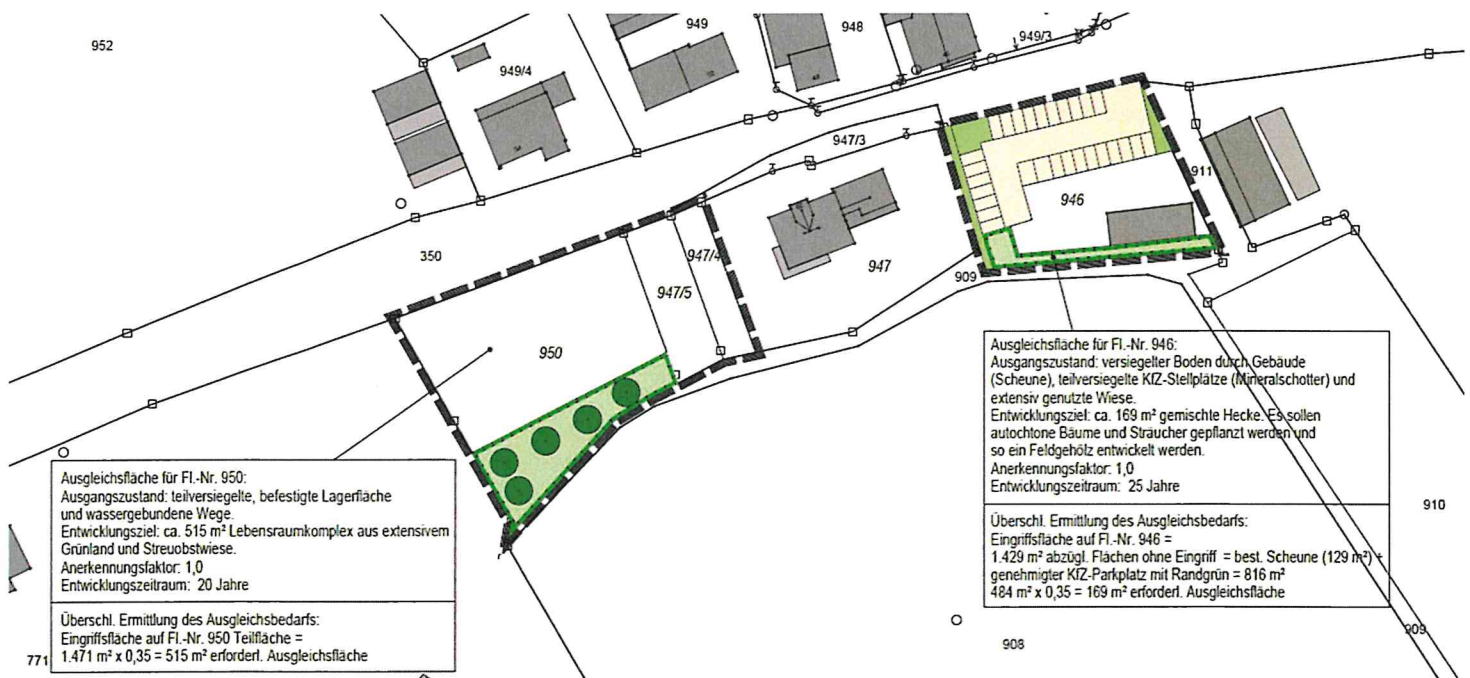 952
949
948
949/3
949/4
947/3
911
946
350
947/4
947
909
947/5
950
Ausgleichsfläche für Fl.-Nr. 946:
Ausgangszustand: versiegelter Boden durch Gebäude
(Scheune), teilversiegelte KfZ-Stellplätze (Mineralschotter) und
extensiv genutzte Wiese.
Entwicklungsziel: ca. 169 m² gemischte Hecke. Es sollen
autochtone Bäume und Sträucher gepflanzt werden und
so ein Feldgehölz entwickelt werden.
Anerkennungsfaktor: 1,0
Entwicklungszeitraum: 25 Jahre
Überschl. Ermittlung des Ausgleichsbedarfs:
Eingriffsfläche auf Fl.-Nr. 946 =
1.429 m² abzügl. Flächen ohne Eingriff = best. Scheune (129 m²) +
genehmigter KfZ-Parkplatz mit Randgrün = 816 m²
484 m² x 0,35 = 169 m² erforderl. Ausgleichsfläche
910
Ausgleichsfläche für Fl.-Nr. 950:
Ausgangszustand: teilversiegelte, befestigte Lagerfläche
und wassergebundene Wege.
Entwicklungsziel: ca. 515 m² Lebensraumkomplex aus extensivem
Grünland und Streuobstwiese.
Anerkennungsfaktor: 1,0
Entwicklungszeitraum: 20 Jahre
Überschl. Ermittlung des Ausgleichsbedarfs:
Eingriffsfläche auf Fl.-Nr. 950 Teilfläche =
1.471 m² x 0,35 = 515 m² erforderl. Ausgleichsfläche
771
908
909